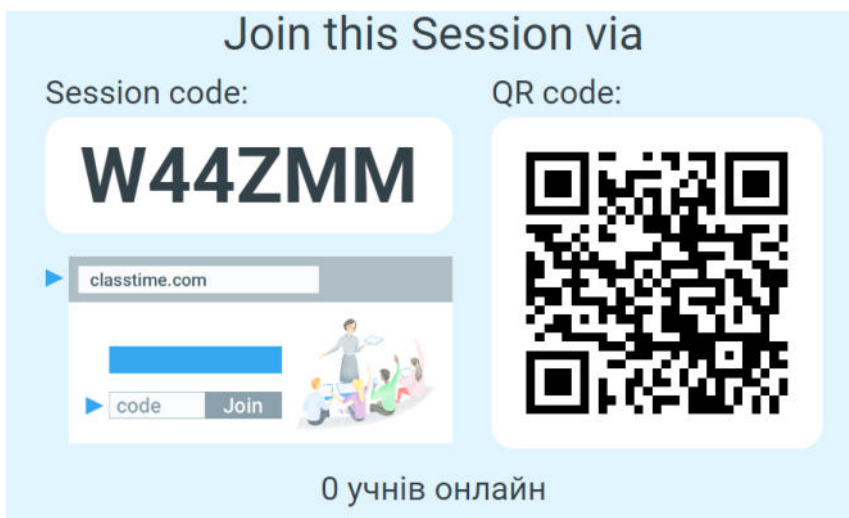 Join this Session via
Session code:
QR code:
W44ZMM
classtime.com
code
Join
0 учнів онлайн